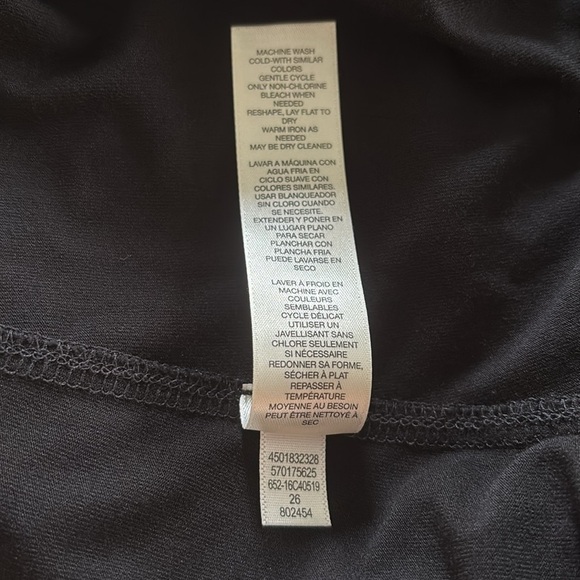 MACHINE WASH
COLD-WITH SIMILAR
COLORS
GENTLE CYCLE
ONLY NON-CHLORINE
BLEACH WHEN
NEEDED
RESHAPE, LAY FLAT TO
DRY
WARM IRON AS
NEEDED
MAY BE DRY CLEANED
LAVAR A MÁQUINA CON
AGUA FRIA EN
CICLO SUAVE CON
COLORES SIMILARES.
USAR BLANQUEADOR
SIN CLORO CUANDO
SE NECESITE.
EXTENDER Y PONER EN
UN LUGAR PLANO
PARA SECAR
PLANCHAR CON
PLANCHA FRIA
PUEDE LAVARSE EN
SECO
LAVER À FROID EN
MACHINE AVEC
COULEURS
SEMBLABLES
CYCLE DÉLICAT
UTILISER UN
JAVELLISANT SANS
CHLORE SEULEMENT
SI NÉCESSAIRE
REDONNER SA FORME,
SÉCHER À PLAT
REPASSER À
TEMPÉRATURE
MOYENNE AU BESOIN
PEUT ÊTRE NETTOYÉ À
SEC
4501832328
570175625
652-16C40519
26
802454